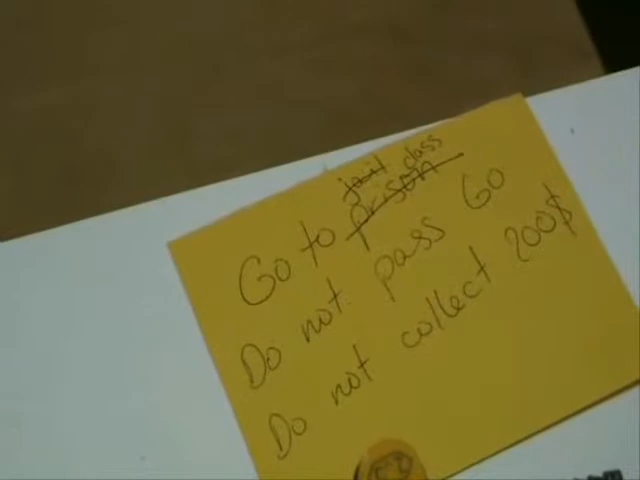 jail class
Go to prison
Do not pass Go
Do not collect 200$